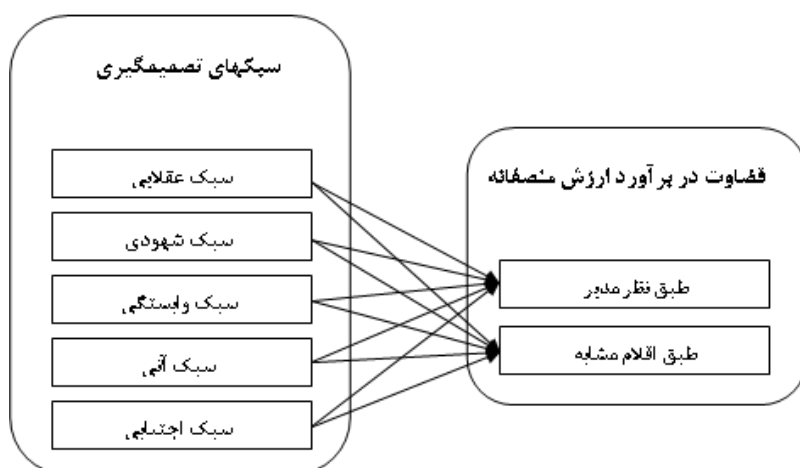 سبکهای تصمیمگیری
سبک عقلایی
سبک شهودی
سبک وابستگی
سبک آنی
سبک اجتنابی
قضاوت در برآورد ارزش منصفانه
طبق نظر مدیر
طبق اقلام مشابه